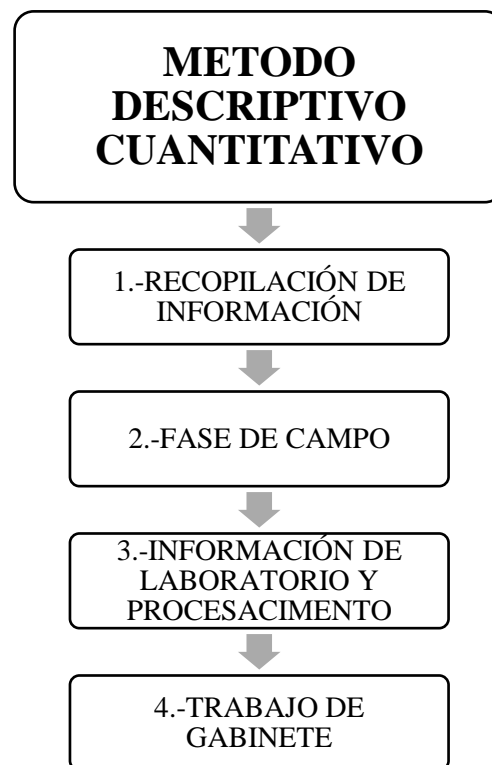 METODO
DESCRIPTIVO
CUANTITATIVO
1.-RECOPILACIÓN DE
INFORMACIÓN
2.-FASE DE CAMPO
3.-INFORMACIÓN DE
LABORATORIO Y
PROCESACIMENTO
4.-TRABAJO DE
GABINETE